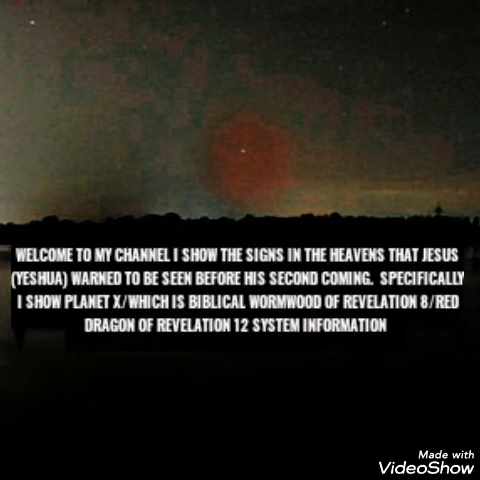 WELCOME TO MY CHANNEL I SHOW THE SIGNS IN THE HEAVENS THAT JESUS
(YESHUA) WARNED TO BE SEEN BEFORE HIS SECOND COMING. SPECIFICALLY
I SHOW PLANET X/WHICH IS BIBLICAL WORMWOOD OF REVELATION 8/RED
DRAGON OF REVELATION 12 SYSTEM INFORMATION
Made with
VideoShow